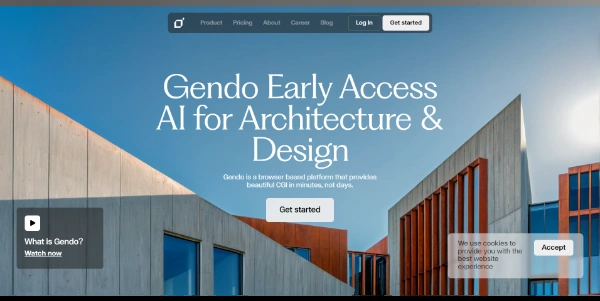 Product Pricing About Career Blog Log In Get started
Gendo Early Access
AI for Architecture &
Design
Gendo is a browser based platform that provides
beautiful CGI in minutes, not days.
Get started
What is Gendo?
Watch now
We use cookies to
provide you with the
best website
experience
Accept